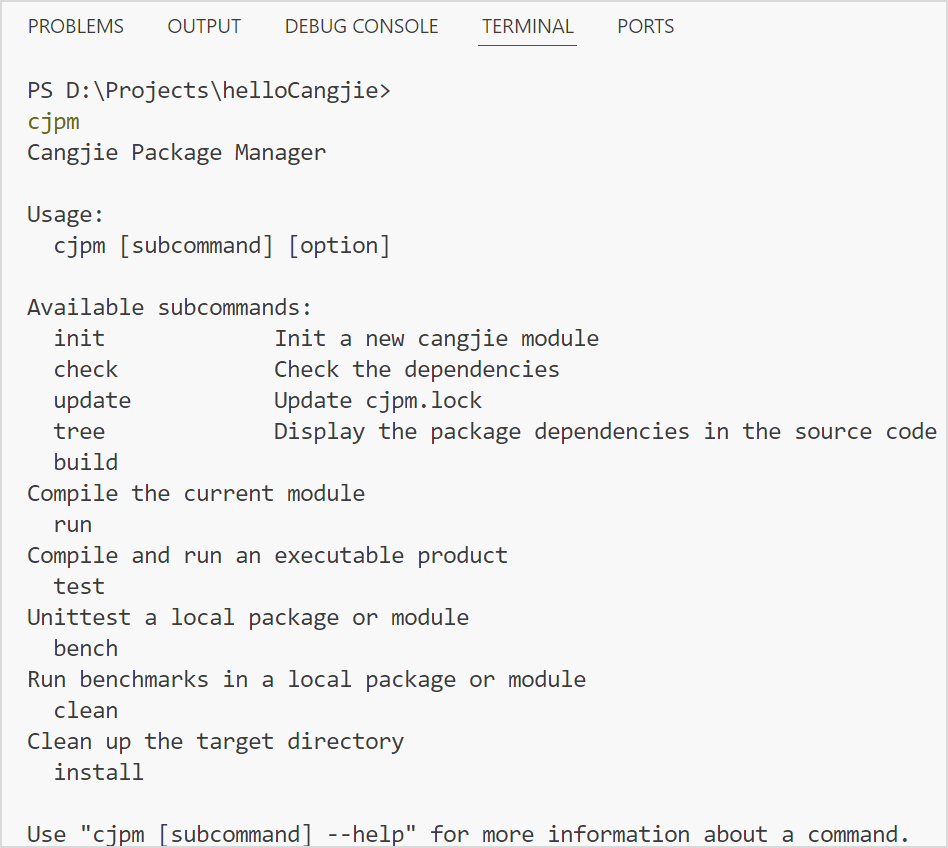 PROBLEMS OUTPUT DEBUG CONSOLE TERMINAL PORTS
PS D:\Projects\helloCangjie>
cjpm
Cangjie Package Manager
Usage:
cjpm [subcommand] [option]
Available subcommands:
init Init a new cangjie module
check Check the dependencies
update Update cjpm.lock
tree Display the package dependencies in the source code
build
Compile the current module
run
Compile and run an executable product
test
Unittest a local package or module
bench
Run benchmarks in a local package or module
clean
Clean up the target directory
install
Use "cjpm [subcommand] --help" for more information about a command.